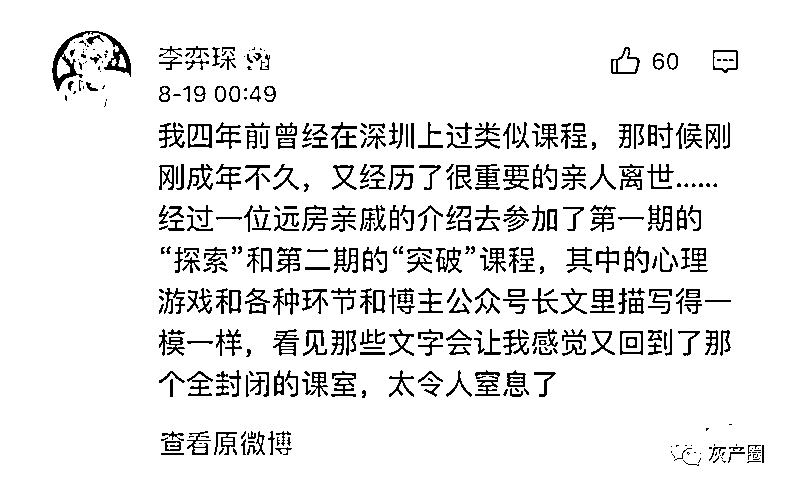 李弈琛
60
8-19 00:49
我四年前曾经在深圳上过类似课程，那时候刚
刚成年不久，又经历了很重要的亲人离世……
经过一位远房亲戚的介绍去参加了第一期的
“探索”和第二期的“突破”课程，其中的心理
游戏和各种环节和博主公众号长文里描写得一
模一样，看见那些文字会让我感觉又回到了那
个全封闭的课室，太令人窒息了
查看原微博
灰产圈